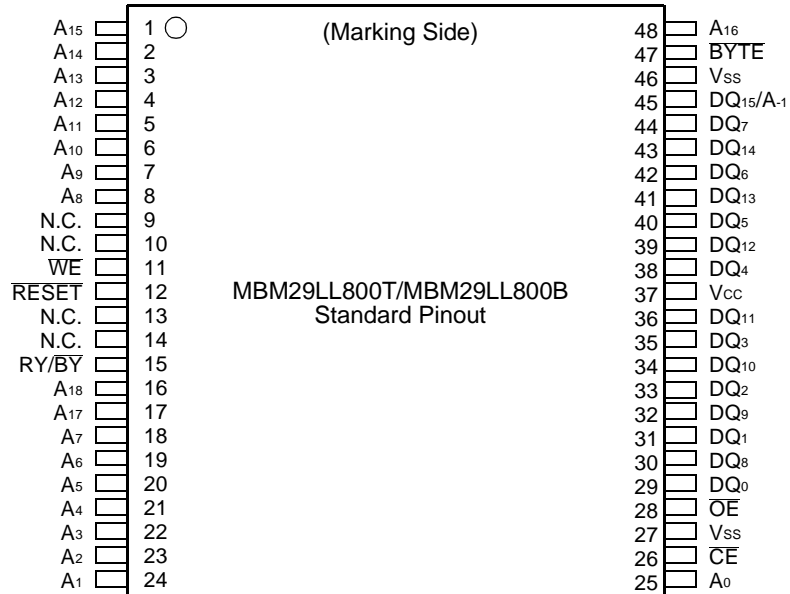 A15 1 (Marking Side) 48 A16
A14 2 47 BYTE
A13 3 46 VSS
A12 4 45 DQ15/A-1
A11 5 44 DQ7
A10 6 43 DQ14
A9 7 42 DQ6
A8 8 41 DQ13
N.C. 9 40 DQ5
N.C. 10 39 DQ12
WE 11 38 DQ4
RESET 12 MBM29LL800T/MBM29LL800B 37 VCC
N.C. 13 Standard Pinout 36 DQ11
N.C. 14 35 DQ3
RY/BY 15 34 DQ10
A18 16 33 DQ2
A17 17 32 DQ9
A7 18 31 DQ1
A6 19 30 DQ8
A5 20 29 DQ0
A4 21 28 OE
A3 22 27 VSS
A2 23 26 CE
A1 24 25 A0